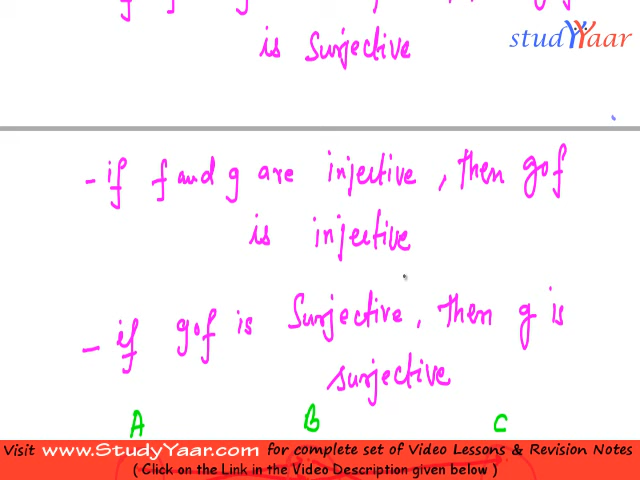 is Surjective
studYYaar
- if f and g are injective, then gof
is injective
- if gof is Surjective, then g is
surjective
A B C
Visit www.StudyYaar.com for complete set of Video Lessons & Revision Notes
( Click on the Link in the Video Description given below )